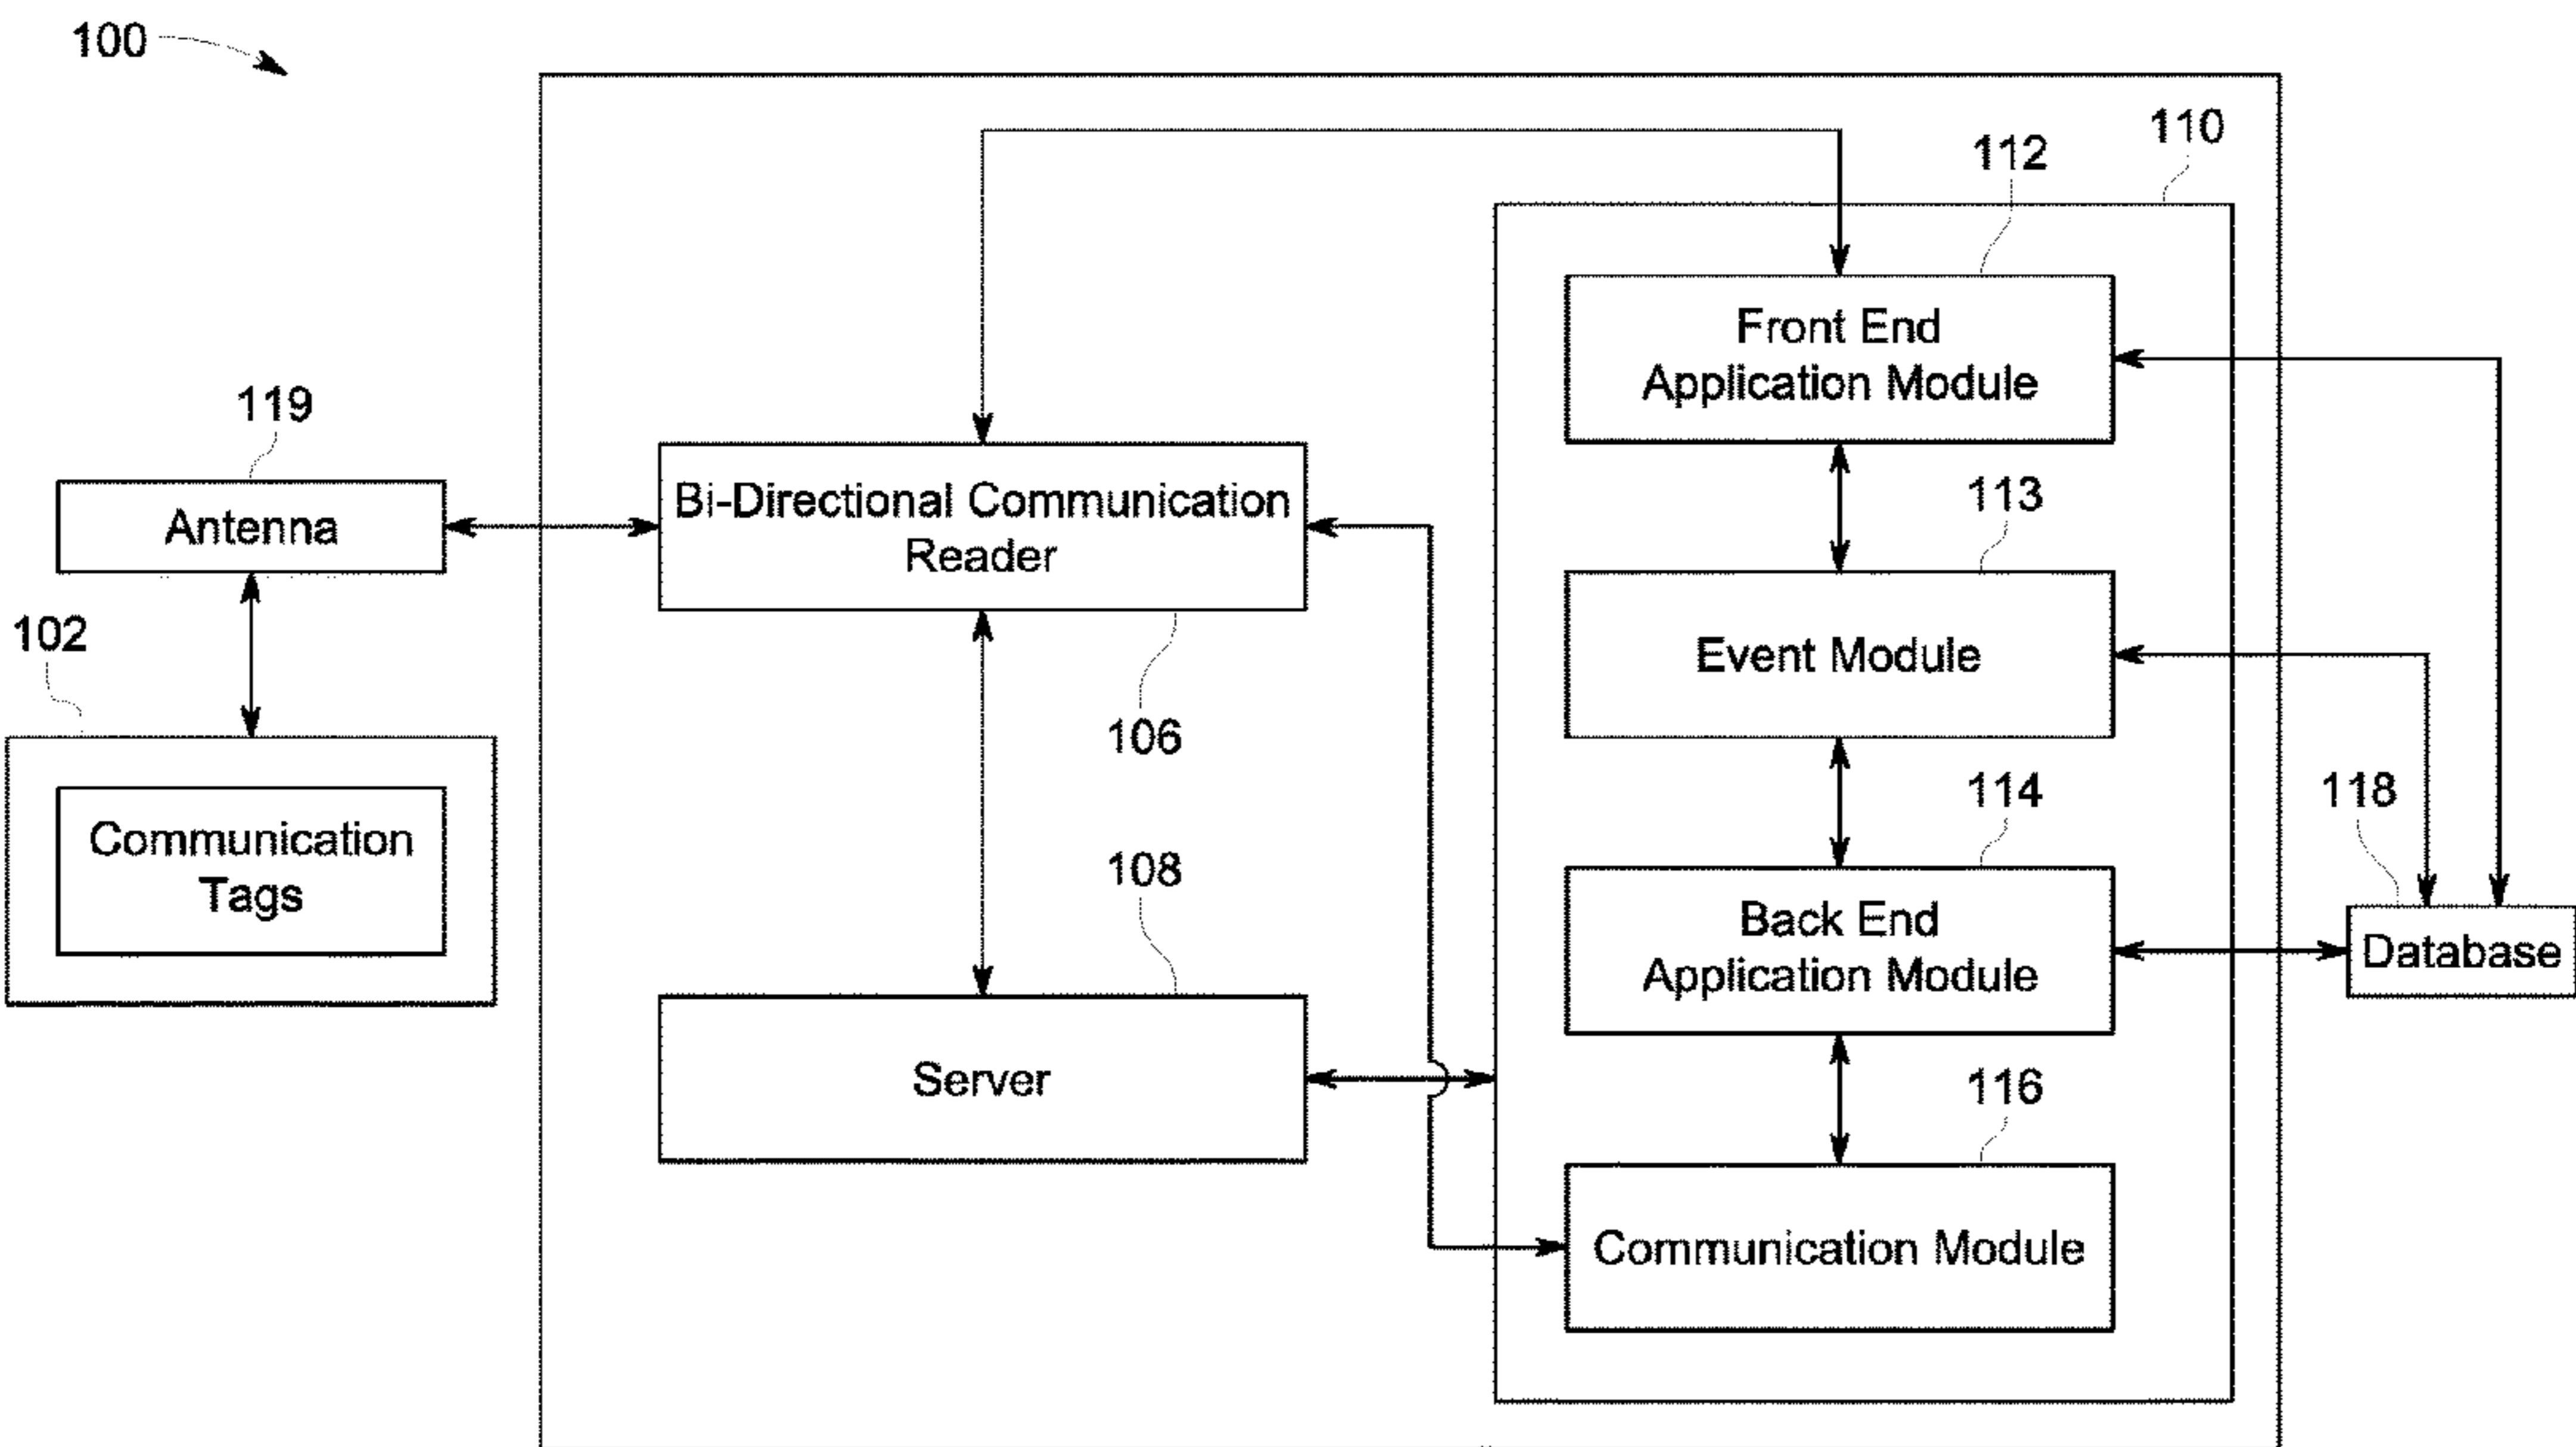 100
110
112
Front End
Application Module
119
Antenna
Bi-Directional Communication
Reader
113
Event Module
102
106
Communication
Tags
108
114
118
Back End
Application Module
Database
Server
116
Communication Module